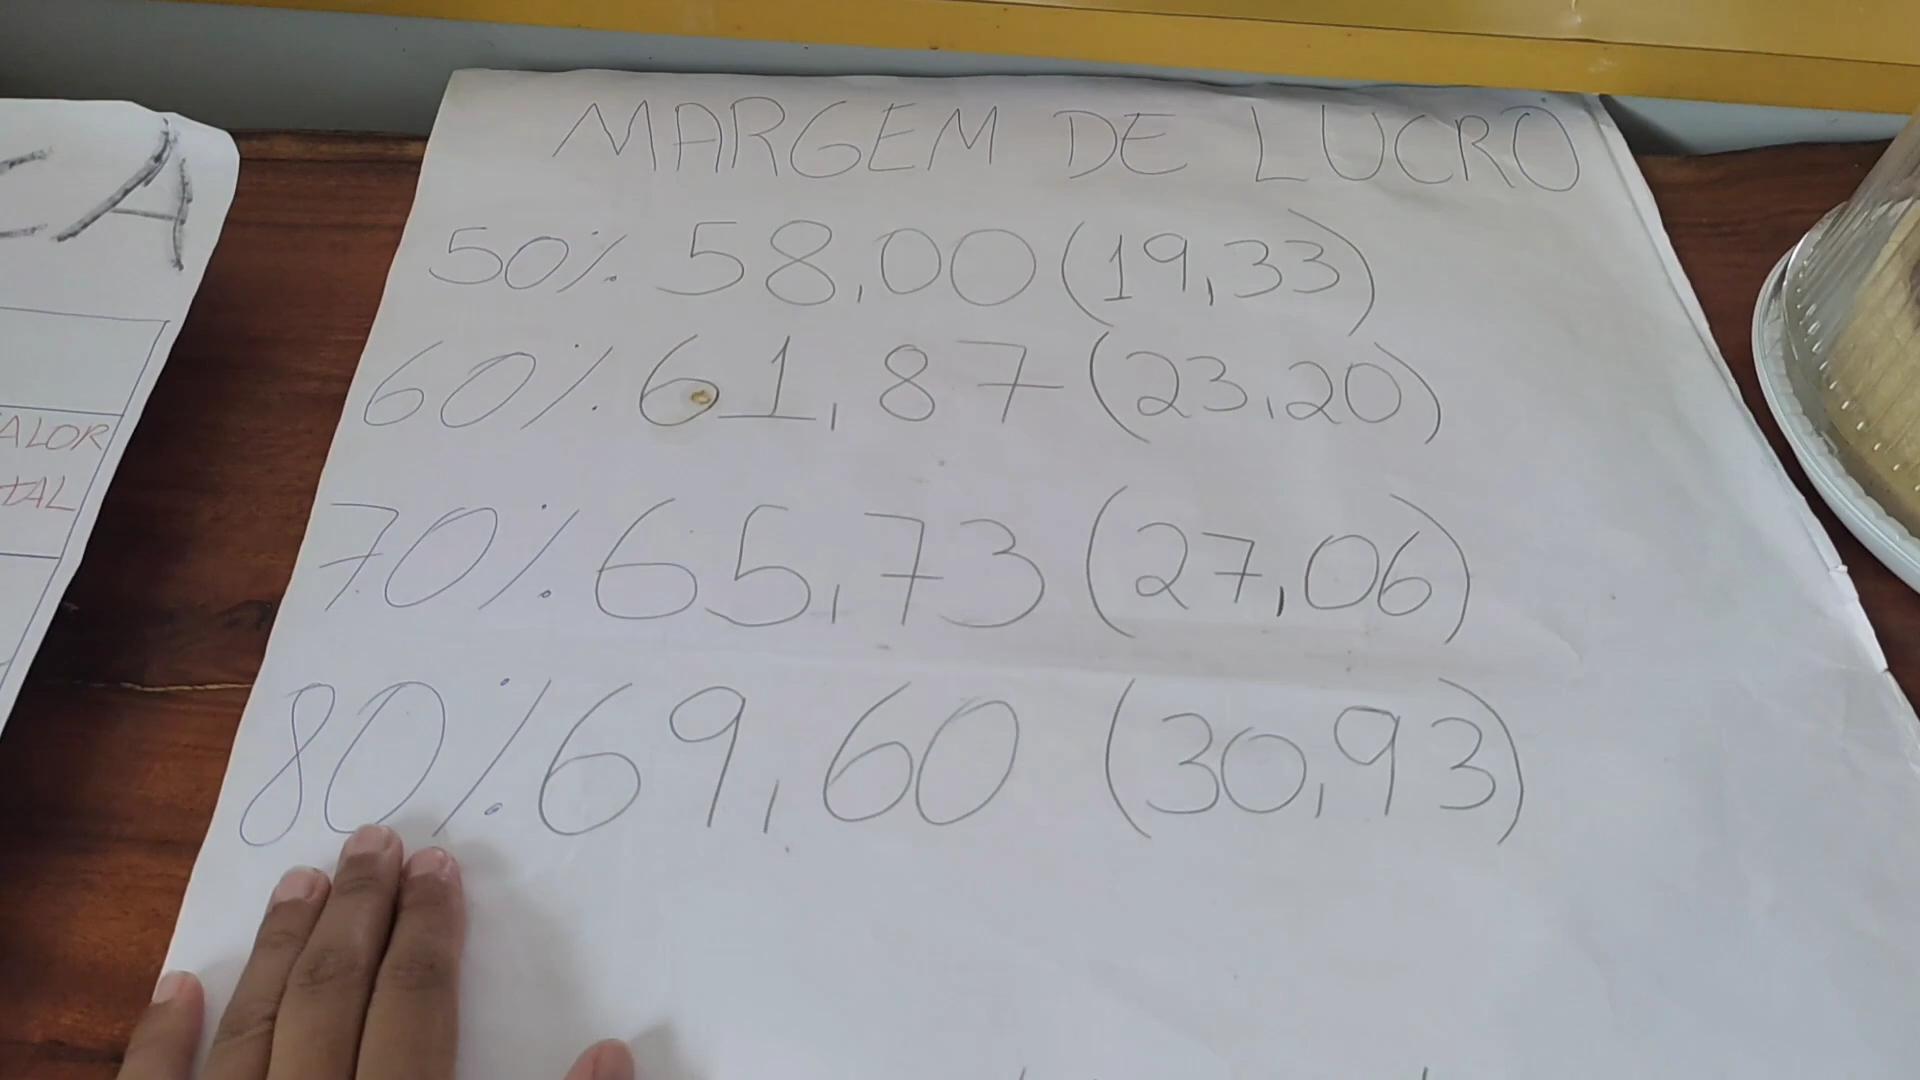 MARGEM DE LUCRO
50% 58,00 (19,33)
60% 61,87 (23,20)
70% 65,73 (27,06)
80% 69,60 (30,93)